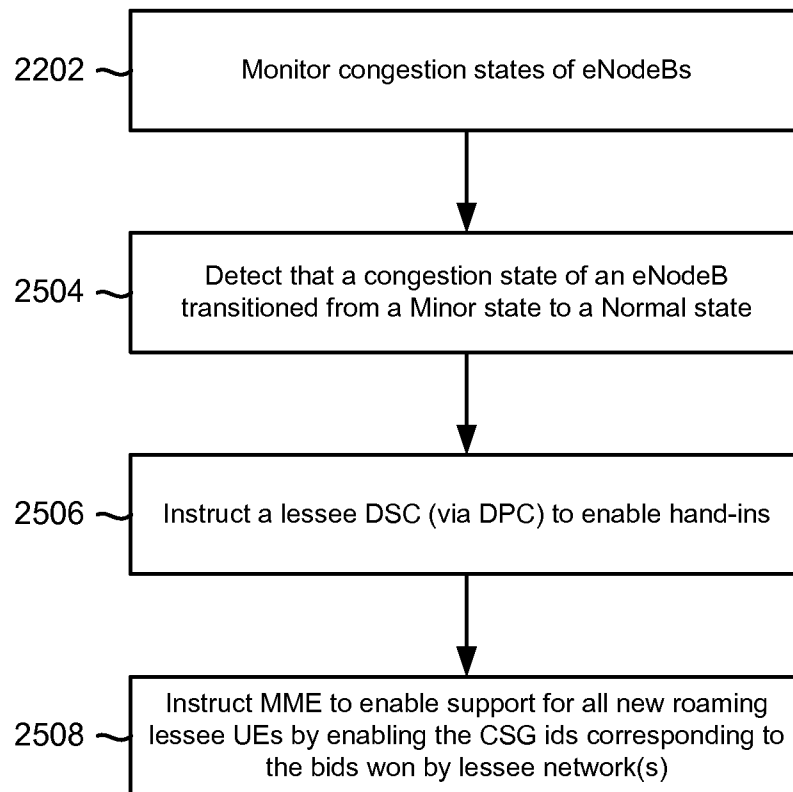 2202
Monitor congestion states of eNodeBs
2504
Detect that a congestion state of an eNodeB
transitioned from a Minor state to a Normal state
2506
Instruct a lessee DSC (via DPC) to enable hand-ins
2508
Instruct MME to enable support for all new roaming
lessee UEs by enabling the CSG ids corresponding to
the bids won by lessee network(s)